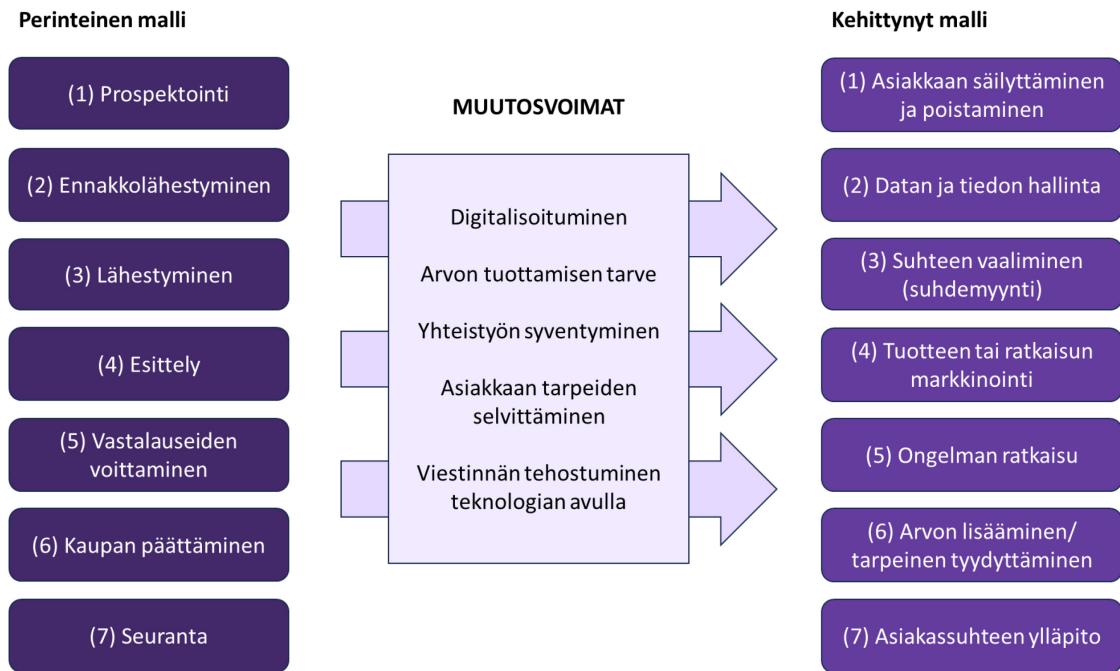 Perinteinen malli
(1) Prospektointi
(2) Ennakkolähestyminen
(3) Lähestyminen
(4) Esittely
(5) Vastalauseiden
voittaminen
(6) Kaupan päättäminen
(7) Seuranta
MUUTOSVOIMAT
Digitalisoituminen
Arvon tuottamisen tarve
Yhteistyön syventyminen
Asiakkaan tarpeiden
selvittäminen
Viestinnän tehostuminen
teknologian avulla
Kehittynyt malli
(1) Asiakkaan säilyttäminen
ja poistaminen
(2) Datan ja tiedon hallinta
(3) Suhteen vaaliminen
(suhdemyynti)
(4) Tuotteen tai ratkaisun
markkinointi
(5) Ongelman ratkaisu
(6) Arvon lisääminen/
tarpeinen tyydyttäminen
(7) Asiakassuhteen ylläpito